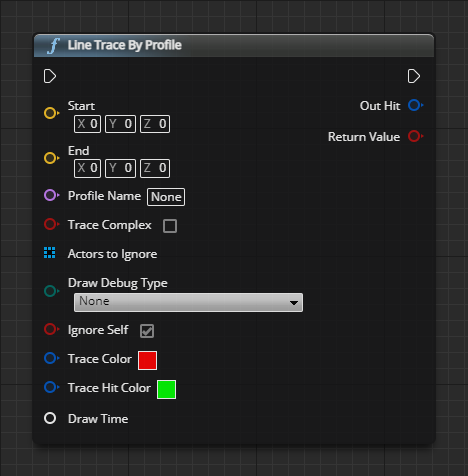 f Line Trace By Profile
Start
X 0 Y 0 Z 0
Out Hit
Return Value
End
X 0 Y 0 Z 0
Profile Name None
Trace Complex
Actors to Ignore
Draw Debug Type
None
Ignore Self
Trace Color
Trace Hit Color
Draw Time